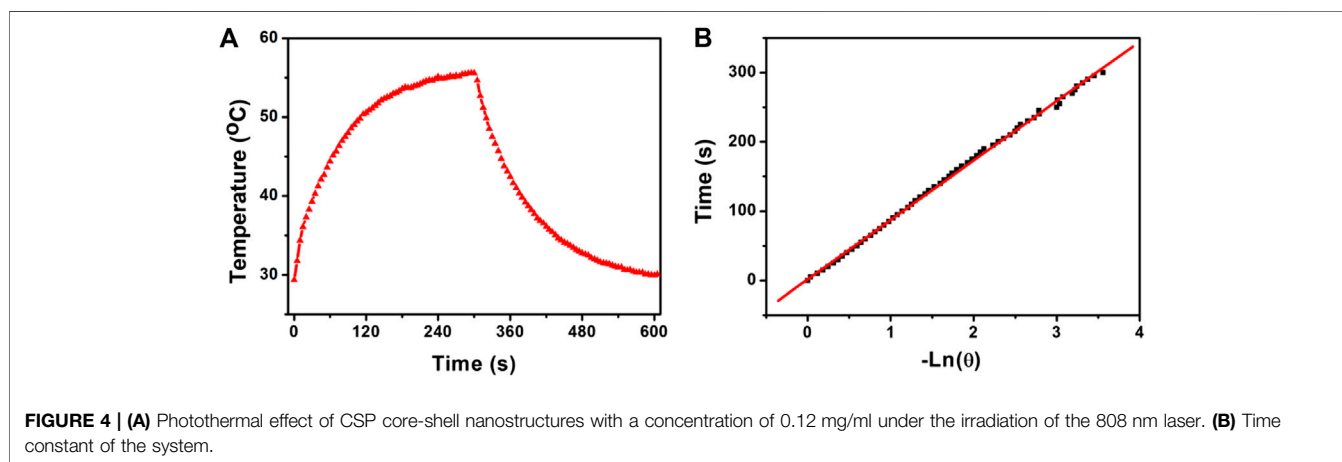 A
60
50
40
30
Temperature (ºC)
0 120 240 360 480 600
Time (s)
B
300
200
100
0
Time (s)
0 1 2 3 4
-Ln(θ)
FIGURE 4 | (A) Photothermal effect of CSP core-shell nanostructures with a concentration of 0.12 mg/ml under the irradiation of the 808 nm laser. (B) Time
constant of the system.